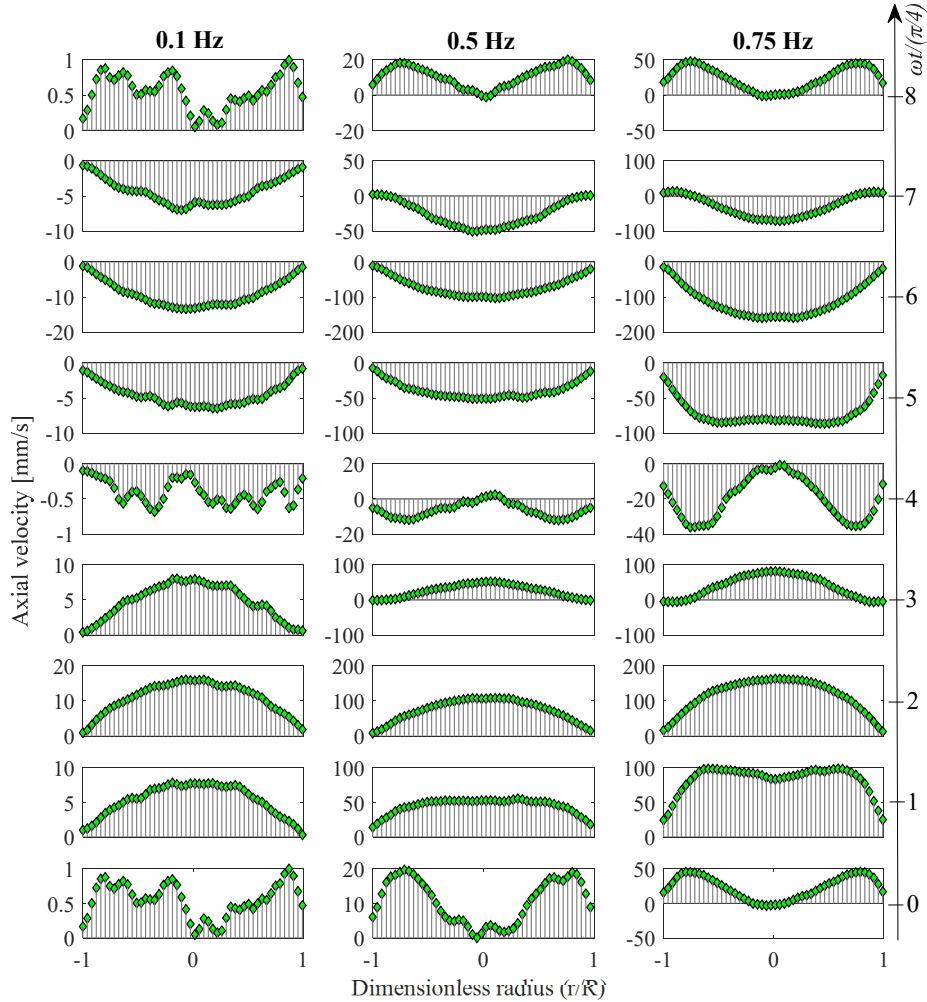 0.1 Hz 0.5 Hz 0.75 Hz
ωt/(π/4)
Axial velocity [mm/s]
1 0.5 0 20 0 -20 50 0 -50 8
0 -5 -10 50 0 -50 100 0 -100 7
0 -10 -20 0 -100 -200 0 -100 -200 6
0 -5 -10 0 -50 -100 0 -50 -100 5
0 -0.5 -1 20 0 -20 0 -20 -40 4
10 5 0 100 0 -100 100 0 -100 3
20 10 0 200 100 0 200 100 0 2
10 5 0 100 50 0 100 50 0 1
1 0.5 0 20 10 0 50 0 -50 0
-1 0 1 -1 0 1 -1 0 1
Dimensionless radius (r/R)